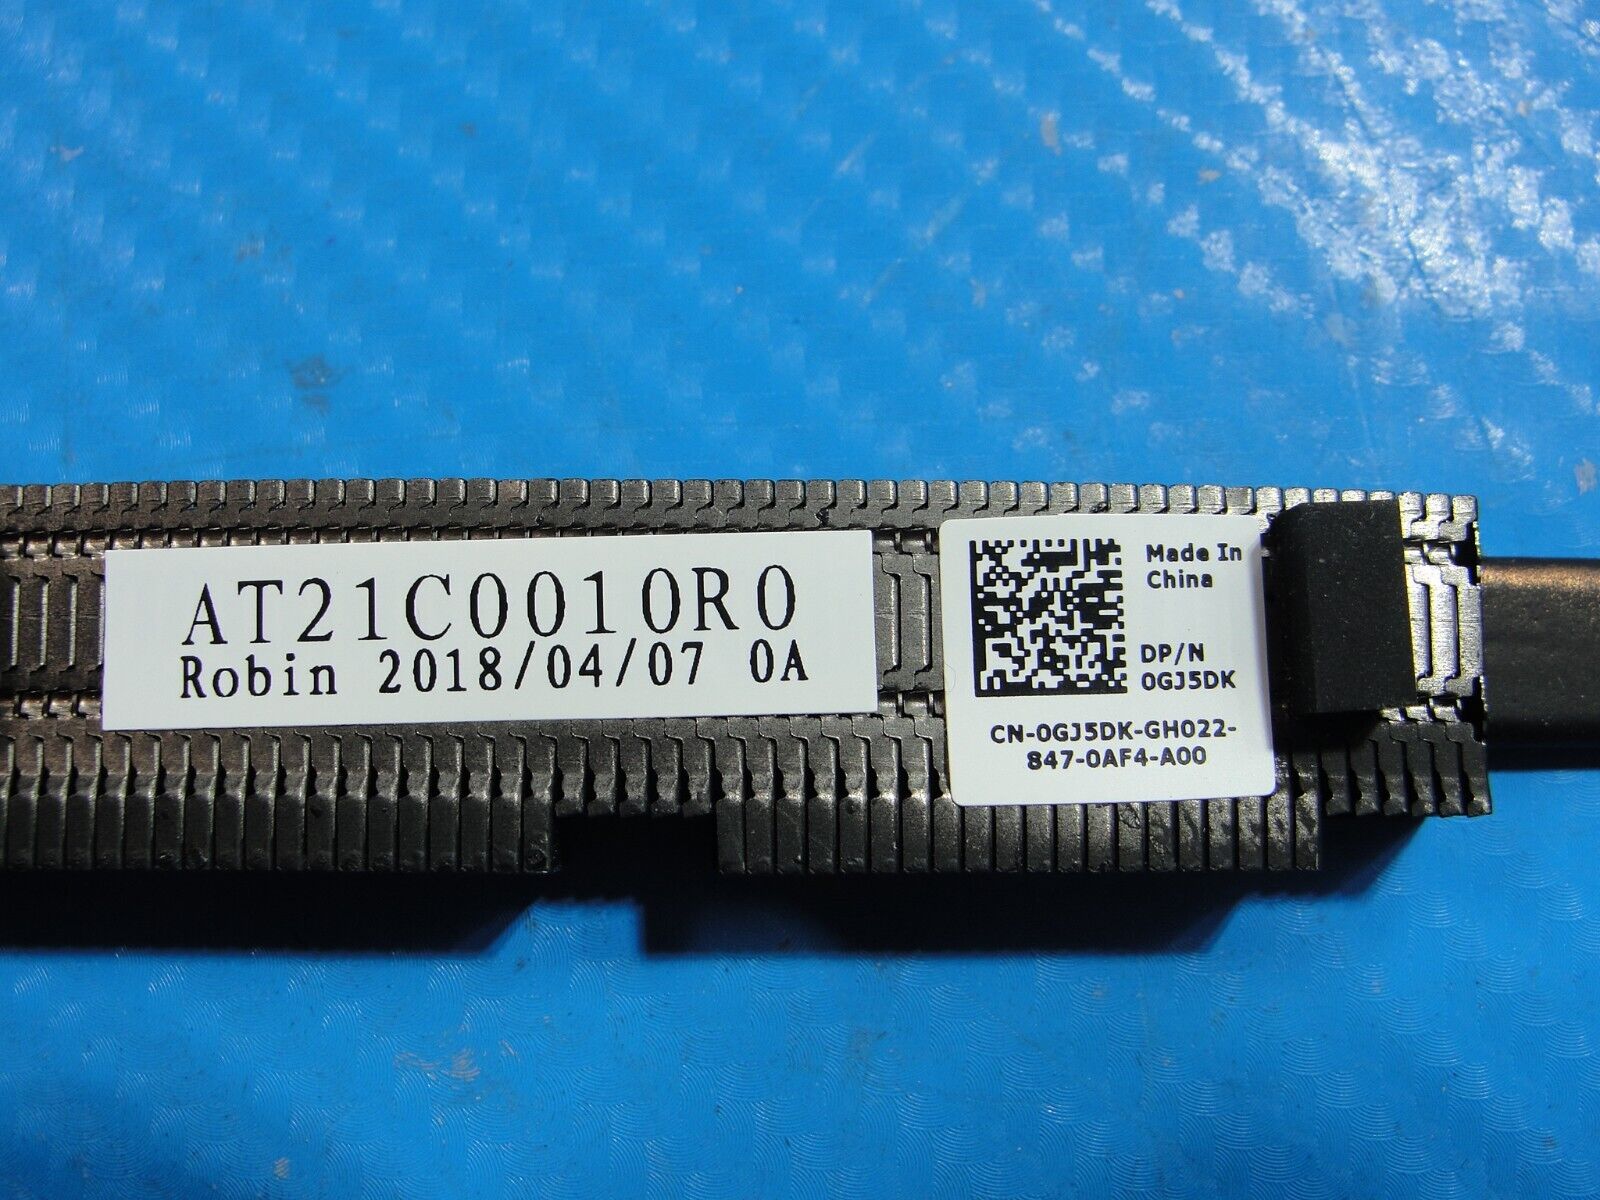 AT21C0010R0
Robin 2018/04/07 0A
Made In
China
DP/N
0GJ5DK
CN-0GJ5DK-GH022-
847-0AF4-A00